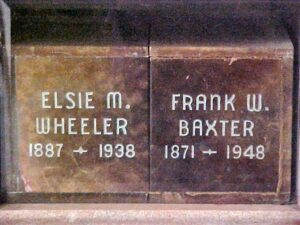 ELSIE M.
WHEELER
1887 + 1938
FRANK W.
BAXTER
1871 + 1948